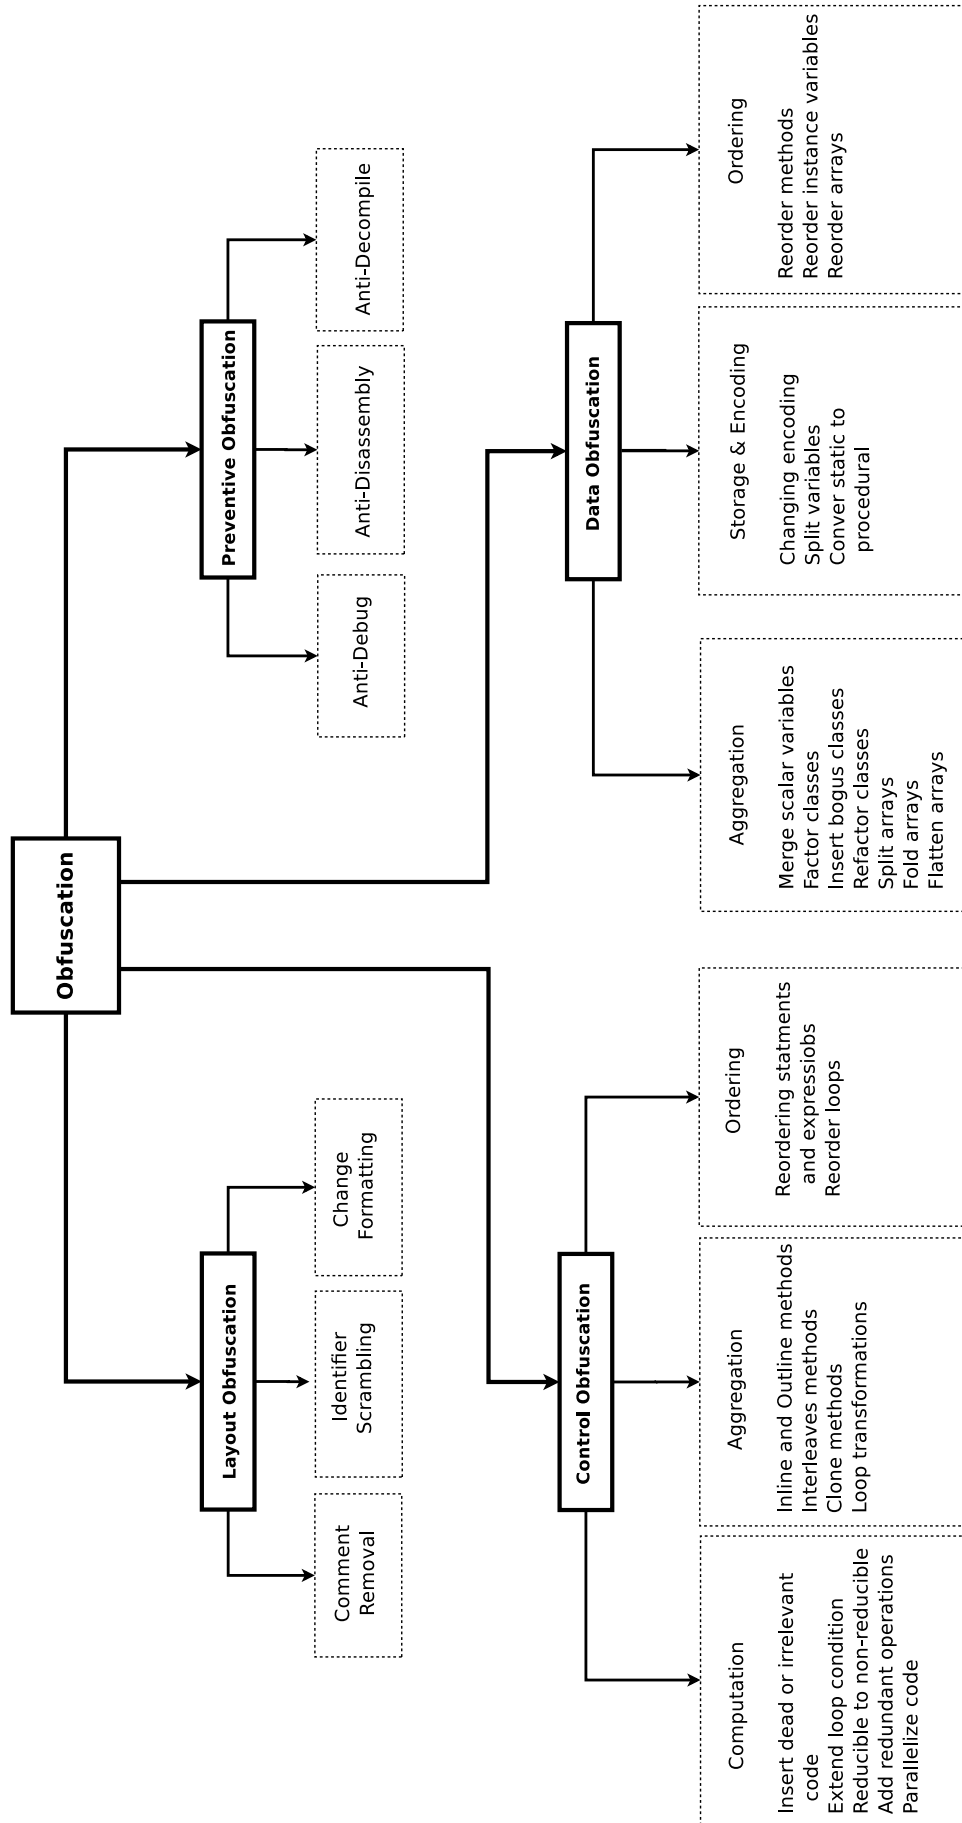 Obfuscation
Layout Obfuscation
Comment
Removal
Identifier
Scrambling
Change
Formatting
Preventive Obfuscation
Anti-Debug
Anti-Disassembly
Anti-Decompile
Control Obfuscation
Computation
Insert dead or irrelevant
code
Extend loop condition
Reducible to non-reducible
Add redundant operations
Parallelize code
Aggregation
Inline and Outline methods
Interleaves methods
Clone methods
Loop transformations
Ordering
Reordering statments
and expressiobs
Reorder loops
Data Obfuscation
Aggregation
Merge scalar variables
Factor classes
Insert bogus classes
Refactor classes
Split arrays
Fold arrays
Flatten arrays
Storage & Encoding
Changing encoding
Split variables
Conver static to
procedural
Ordering
Reorder methods
Reorder instance variables
Reorder arrays